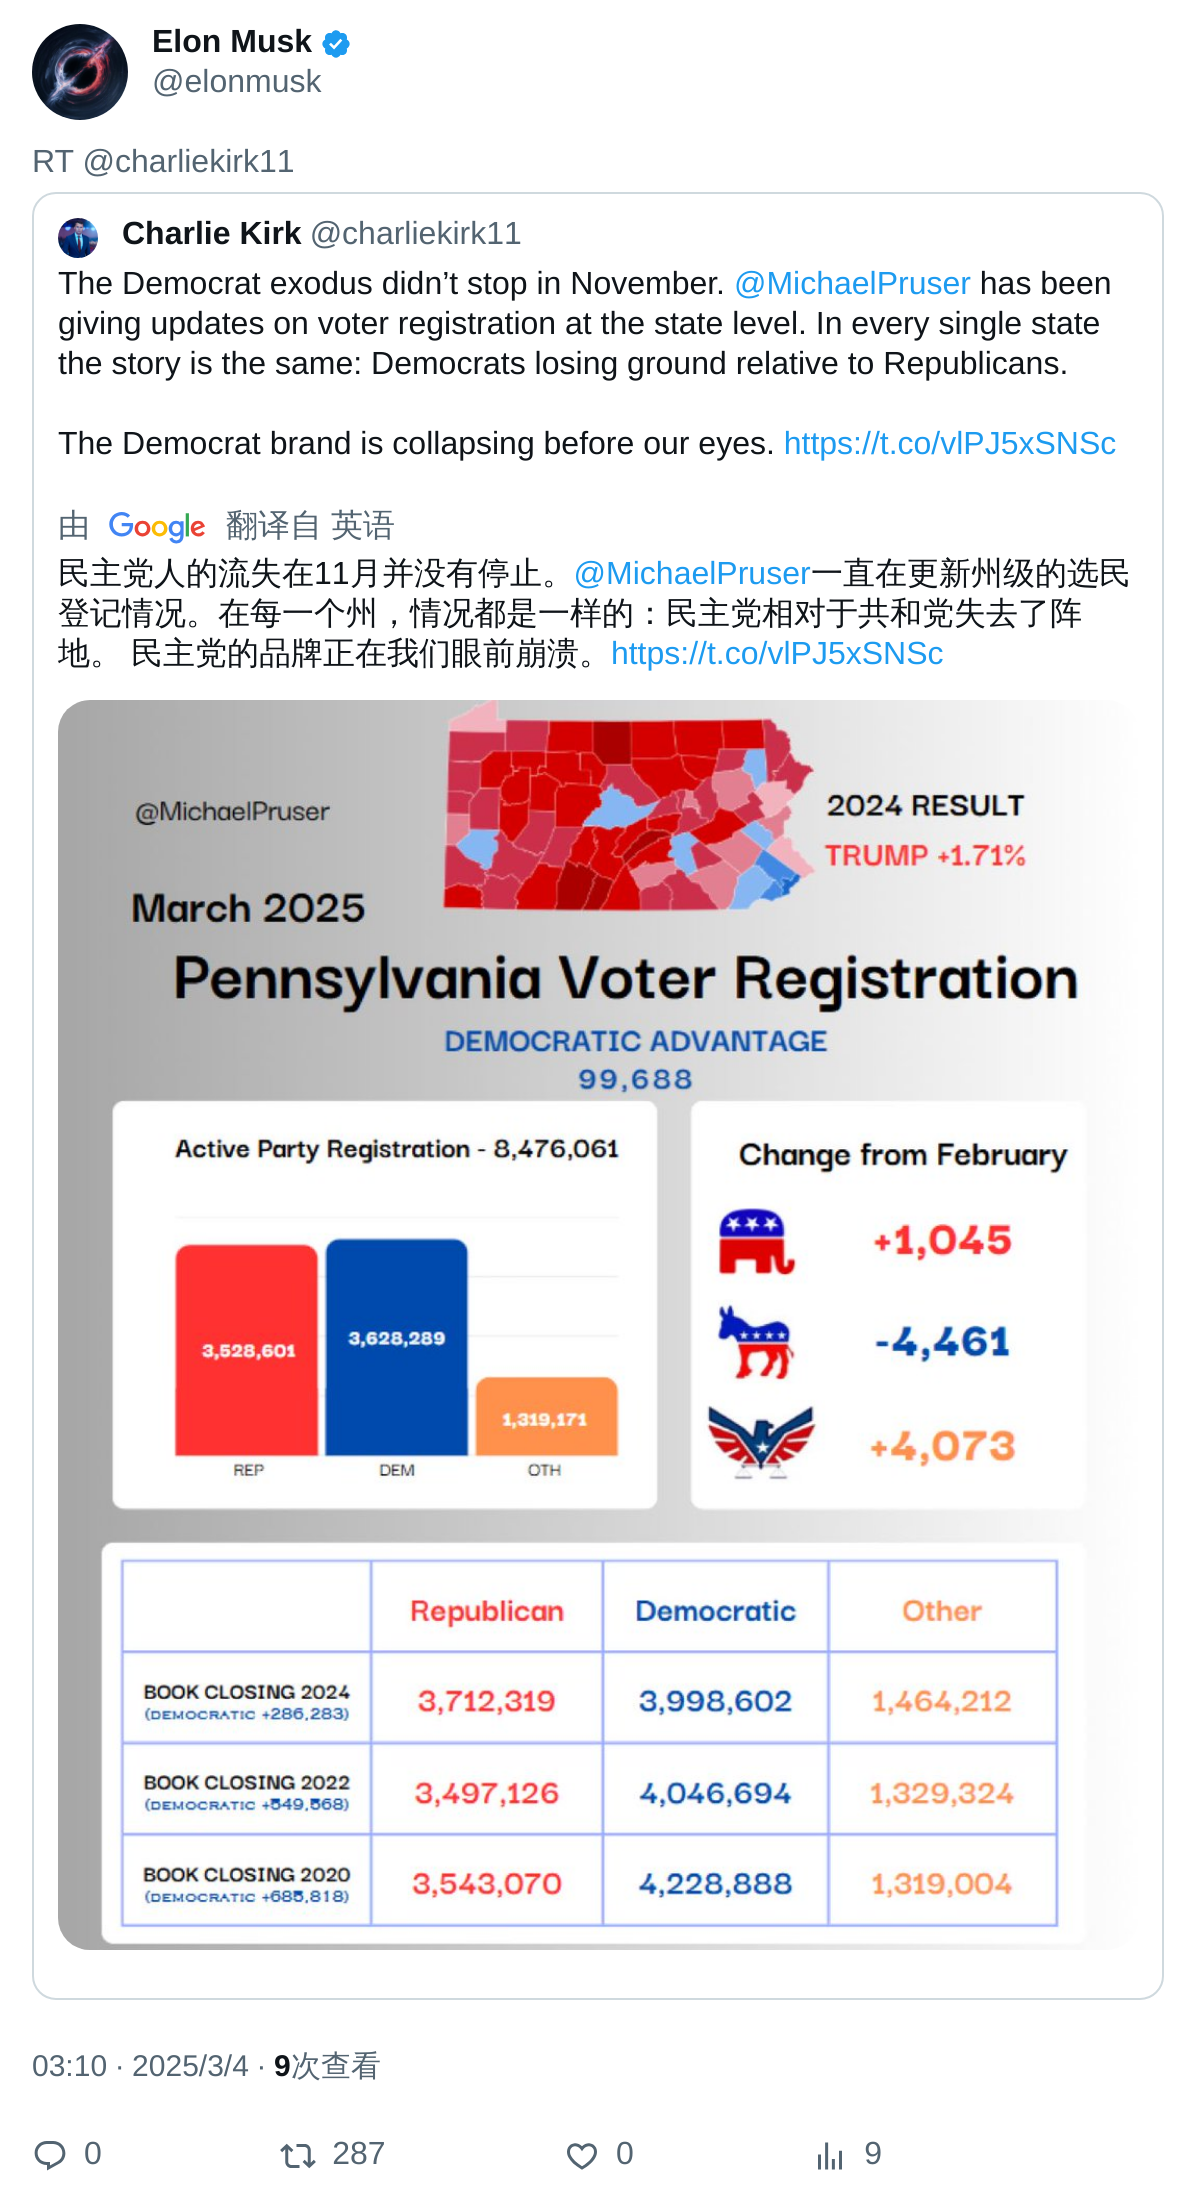 Elon Musk
@elonmusk
RT @charliekirk11
Charlie Kirk @charliekirk11
The Democrat exodus didn’t stop in November. @MichaelPruser has been
giving updates on voter registration at the state level. In every single state
the story is the same: Democrats losing ground relative to Republicans.
The Democrat brand is collapsing before our eyes. https://t.co/vlPJ5xSNSc
由 Google 翻译自 英语
民主党人的流失在11月并没有停止。@MichaelPruser一直在更新州级的选民
登记情况。在每一个州，情况都是一样的：民主党相对于共和党失去了阵
地。 民主党的品牌正在我们眼前崩溃。https://t.co/vlPJ5xSNSc
@MichaelPruser
2024 RESULT
TRUMP +1.71%
March 2025
Pennsylvania Voter Registration
DEMOCRATIC ADVANTAGE
99,688
Active Party Registration - 8,476,061
3,528,601
3,628,289
1,319,171
REP DEM OTH
Change from February
+1,045
-4,461
+4,073
Republican Democratic Other
BOOK CLOSING 2024
(DEMOCRATIC +286,283)
3,712,319 3,998,602 1,464,212
BOOK CLOSING 2022
(DEMOCRATIC +549,568)
3,497,126 4,046,694 1,329,324
BOOK CLOSING 2020
(DEMOCRATIC +685,818)
3,543,070 4,228,888 1,319,004
03:10 · 2025/3/4 · 9次查看
0 287 0 9